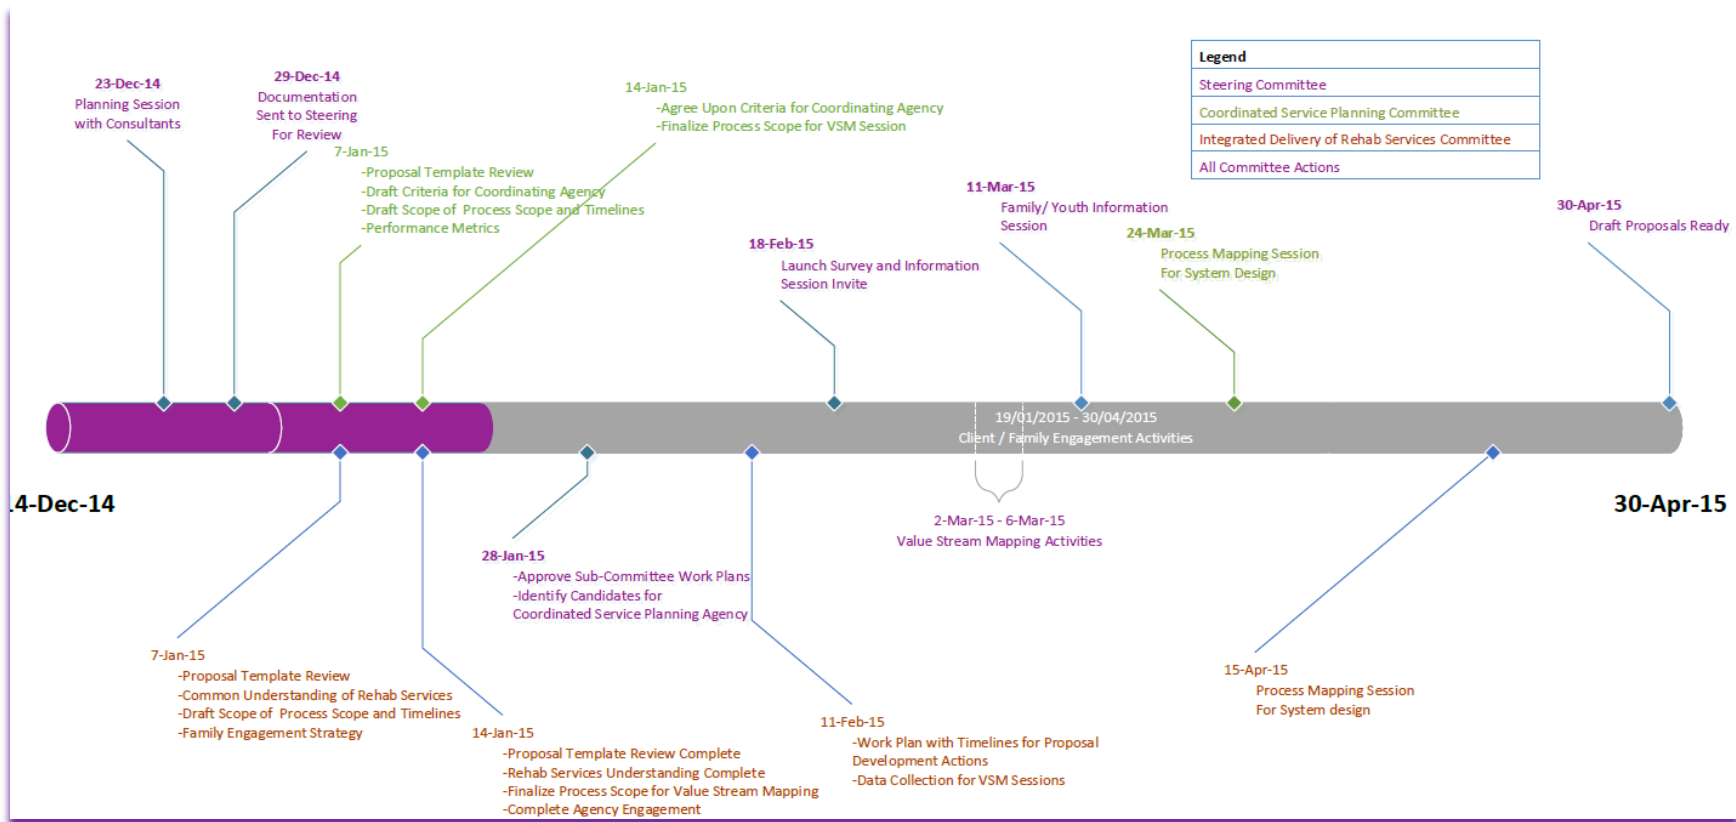 Legend
Steering Committee
Coordinated Service Planning Committee
Integrated Delivery of Rehab Services Committee
All Committee Actions
23-Dec-14
Planning Session
with Consultants
29-Dec-14
Documentation
Sent to Steering
For Review
7-Jan-15
-Proposal Template Review
-Draft Criteria for Coordinating Agency
-Draft Scope of Process Scope and Timelines
-Performance Metrics
14-Jan-15
-Agree Upon Criteria for Coordinating Agency
-Finalize Process Scope for VSM Session
18-Feb-15
Launch Survey and Information
Session Invite
11-Mar-15
Family/ Youth Information
Session
24-Mar-15
Process Mapping Session
For System Design
30-Apr-15
Draft Proposals Ready
19/01/2015 - 30/04/2015
Client / Family Engagement Activities
14-Dec-14
30-Apr-15
2-Mar-15 - 6-Mar-15
Value Stream Mapping Activities
28-Jan-15
-Approve Sub-Committee Work Plans
-Identify Candidates for
Coordinated Service Planning Agency
7-Jan-15
-Proposal Template Review
-Common Understanding of Rehab Services
-Draft Scope of Process Scope and Timelines
-Family Engagement Strategy
14-Jan-15
-Proposal Template Review Complete
-Rehab Services Understanding Complete
-Finalize Process Scope for Value Stream Mapping
-Complete Agency Engagement
11-Feb-15
-Work Plan with Timelines for Proposal
Development Actions
-Data Collection for VSM Sessions
15-Apr-15
Process Mapping Session
For System design